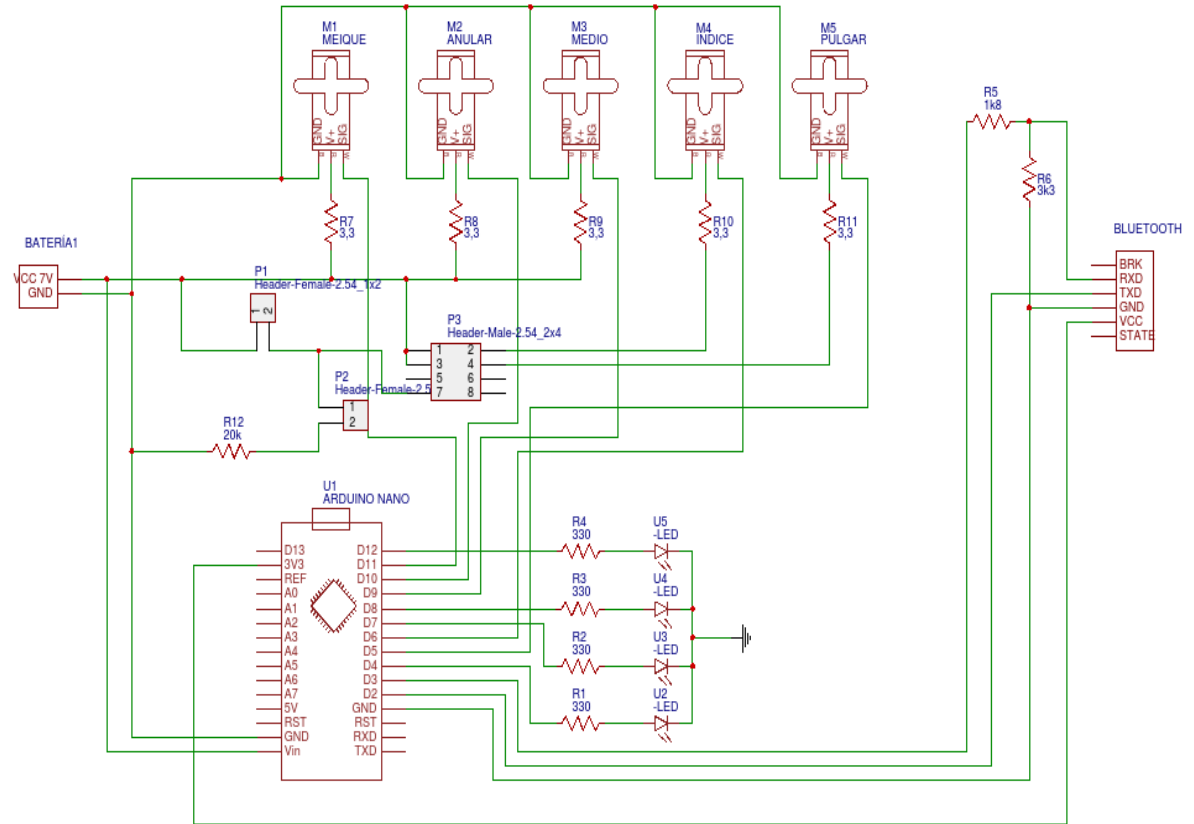 M1
MEIQUE
M2
ANULAR
M3
MEDIO
M4
INDICE
M5
PULGAR
GND
V+
SIG
B
R
W
GND
V+
SIG
B
R
W
GND
V+
SIG
B
R
W
GND
V+
SIG
B
R
W
GND
V+
SIG
B
R
W
R5
1k8
R6
3k3
R7
3,3
R8
3,3
R9
3,3
R10
3,3
R11
3,3
BATERÍA1
VCC 7V
GND
P1
Header-Female-2.54_1x2
1
2
P3
Header-Male-2.54_2x4
1 2
3 4
5 6
7 8
P2
Header-Female-2.5
1
2
R12
20k
BLUETOOTH
BRK
RXD
TXD
GND
VCC
STATE
U1
ARDUINO NANO
D13 D12
3V3 D11
REF D10
A0 D9
A1 D8
A2 D7
A3 D6
A4 D5
A5 D4
A6 D3
A7 D2
5V GND
RST RST
GND RXD
Vin TXD
R4
330
U5
-LED
R3
330
U4
-LED
R2
330
U3
-LED
R1
330
U2
-LED